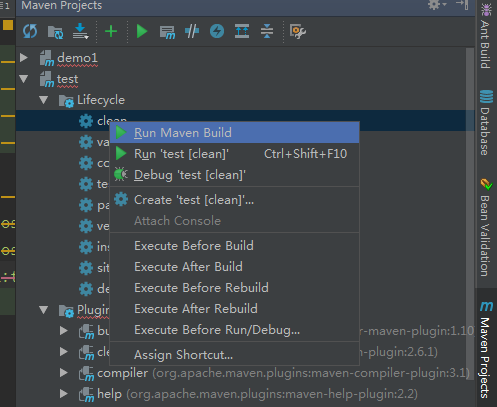 Maven Projects
demo1
test
Lifecycle
clean
Run Maven Build
Run 'test [clean]' Ctrl+Shift+F10
Debug 'test [clean]'
Create 'test [clean]'...
Attach Console
Execute Before Build
Execute After Build
Execute Before Rebuild
Execute After Rebuild
Execute Before Run/Debug...
Assign Shortcut...
va
co
te
pa
ve
ins
sit
de
Plugin
bu
r-maven-plugin:1.10
cle
-plugin:2.6.1)
compiler (org.apache.maven.plugins:maven-compiler-plugin:3.1)
help (org.apache.maven.plugins:maven-help-plugin:2.2)
Ant Build
Database
Bean Validation
Maven Projects